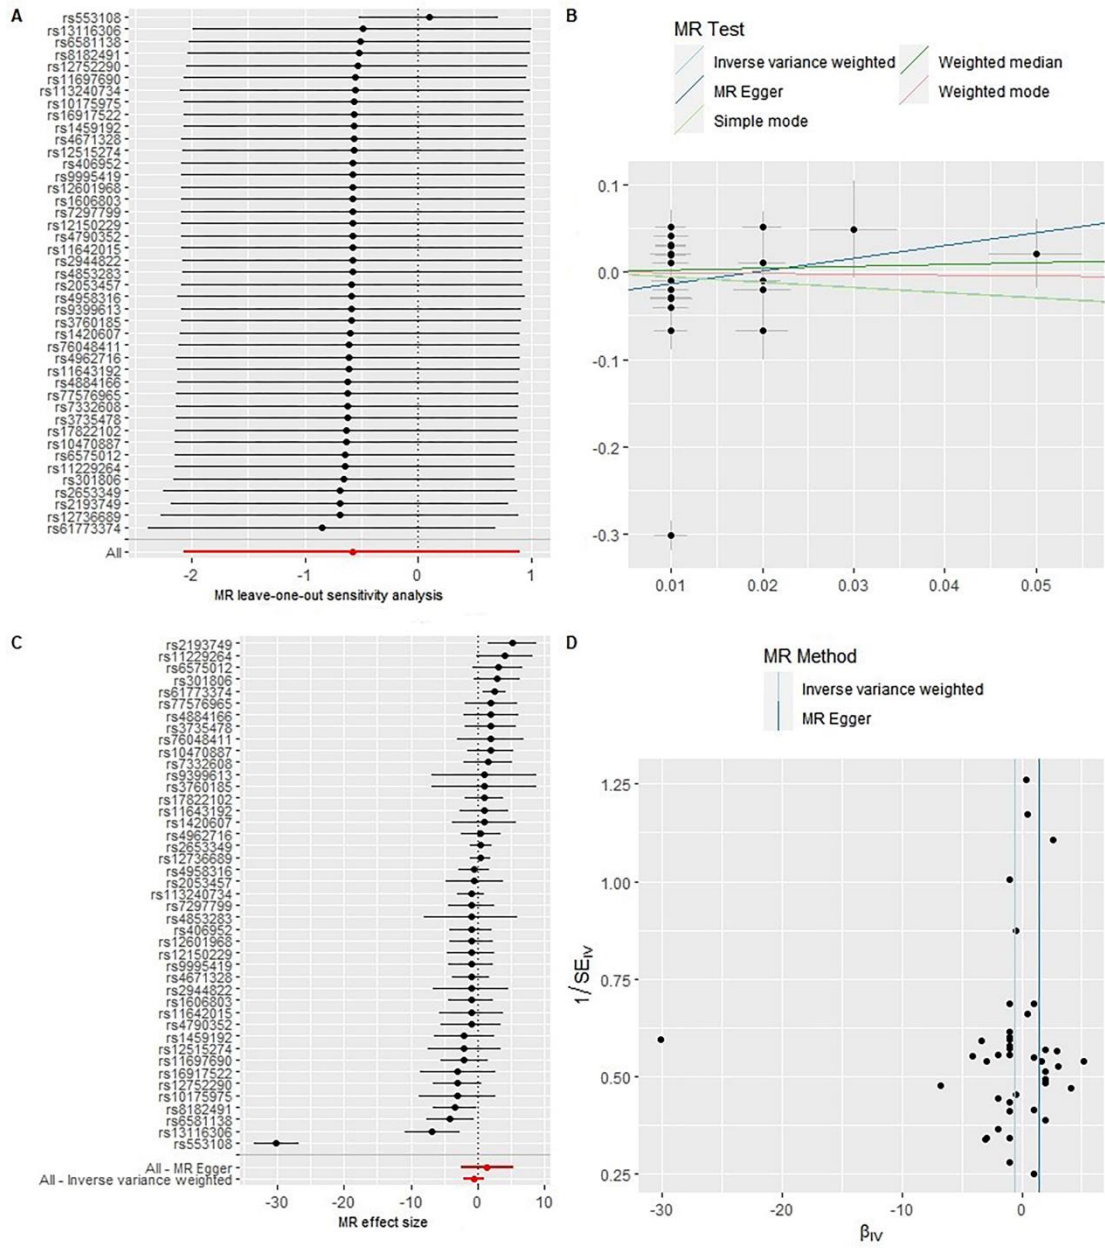 A
rs553108
rs13116306
rs6581138
rs8182491
rs12752290
rs11697690
rs113240734
rs10175975
rs16917522
rs1459192
rs4671328
rs12515274
rs406952
rs9995419
rs12601968
rs1606803
rs7297799
rs12150229
rs4790352
rs11642015
rs2944822
rs4853283
rs2053457
rs4958316
rs9399613
rs3760185
rs1420607
rs76048411
rs4962716
rs11643192
rs4884166
rs77576965
rs7332608
rs3735478
rs17822102
rs10470887
rs6575012
rs11229264
rs301806
rs2653349
rs2193749
rs12736689
rs61773374
All
-2 -1 0 1
MR leave-one-out sensitivity analysis
B
MR Test
Inverse variance weighted
Weighted median
MR Egger
Weighted mode
Simple mode
0.1
0.0
-0.1
-0.2
-0.3
0.01 0.02 0.03 0.04 0.05
C
rs2193749
rs11229264
rs6575012
rs301806
rs61773374
rs77576965
rs4884166
rs3735478
rs76048411
rs10470887
rs7332608
rs9399613
rs3760185
rs17822102
rs11643192
rs1420607
rs4962716
rs2653349
rs12736689
rs4958316
rs2053457
rs113240734
rs7297799
rs4853283
rs406952
rs12601968
rs12150229
rs9995419
rs4671328
rs2944822
rs1606803
rs11642015
rs4790352
rs1459192
rs12515274
rs11697690
rs16917522
rs12752290
rs10175975
rs8182491
rs6581138
rs13116306
rs553108
All - MR Egger
All - Inverse variance weighted
-30 -20 -10 0 10
MR effect size
D
MR Method
Inverse variance weighted
MR Egger
1.25
1.00
0.75
0.50
0.25
1/SEIV
-30 -20 -10 0
βIV